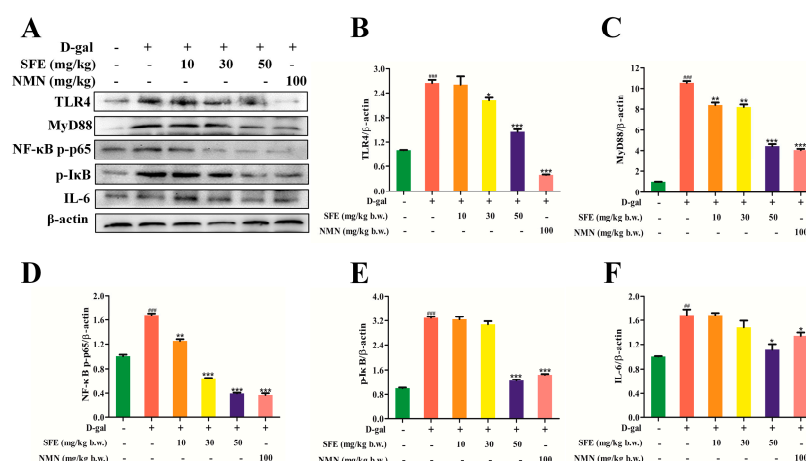 A
D-gal - + + + + +
SFE (mg/kg) - - 10 30 50 -
NMN (mg/kg) - - - - - 100
TLR4
MyD88
NF-κB p-p65
p-IκB
IL-6
β-actin
B
TLR4/β-actin
3.0
2.4
1.8
1.2
0.6
0.0
###
*
***
***
- + + + + +
D-gal
SFE (mg/kg b.w.) - - 10 30 50 -
NMN (mg/kg b.w.) - - - - - 100
C
MyD88/β-actin
12
10
8
6
4
2
0
###
**
**
***
***
- + + + + +
D-gal
SFE (mg/kg b.w.) - - 10 30 50 -
NMN (mg/kg b.w.) - - - - - 100
D
NF-κB p-p65/β-actin
2.0
1.6
1.2
0.8
0.4
0.0
###
**
***
***
***
- + + + + +
D-gal
SFE (mg/kg b.w.) - - 10 30 50 -
NMN (mg/kg b.w.) - - - - - 100
E
p-Iκ B/β-actin
4.0
3.2
2.4
1.6
0.8
0.0
###
***
***
- + + + + +
D-gal
SFE (mg/kg b.w.) - - 10 30 50 -
NMN (mg/kg b.w.) - - - - - 100
F
IL-6/β-actin
2.0
1.6
1.2
0.8
0.4
0.0
##
*
*
- + + + + +
D-gal
SFE (mg/kg b.w.) - - 10 30 50 -
NMN (mg/kg b.w.) - - - - - 100